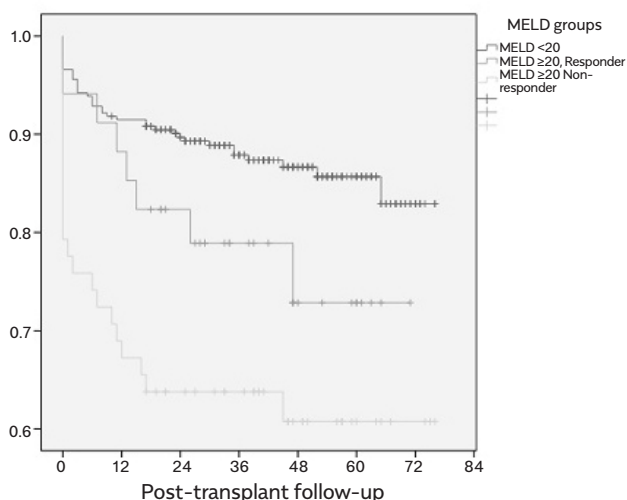 MELD groups
MELD <20
MELD ≥20, Responder
MELD ≥20 Non-
responder
1.0
0.9
0.8
0.7
0.6
0 12 24 36 48 60 72 84
Post-transplant follow-up